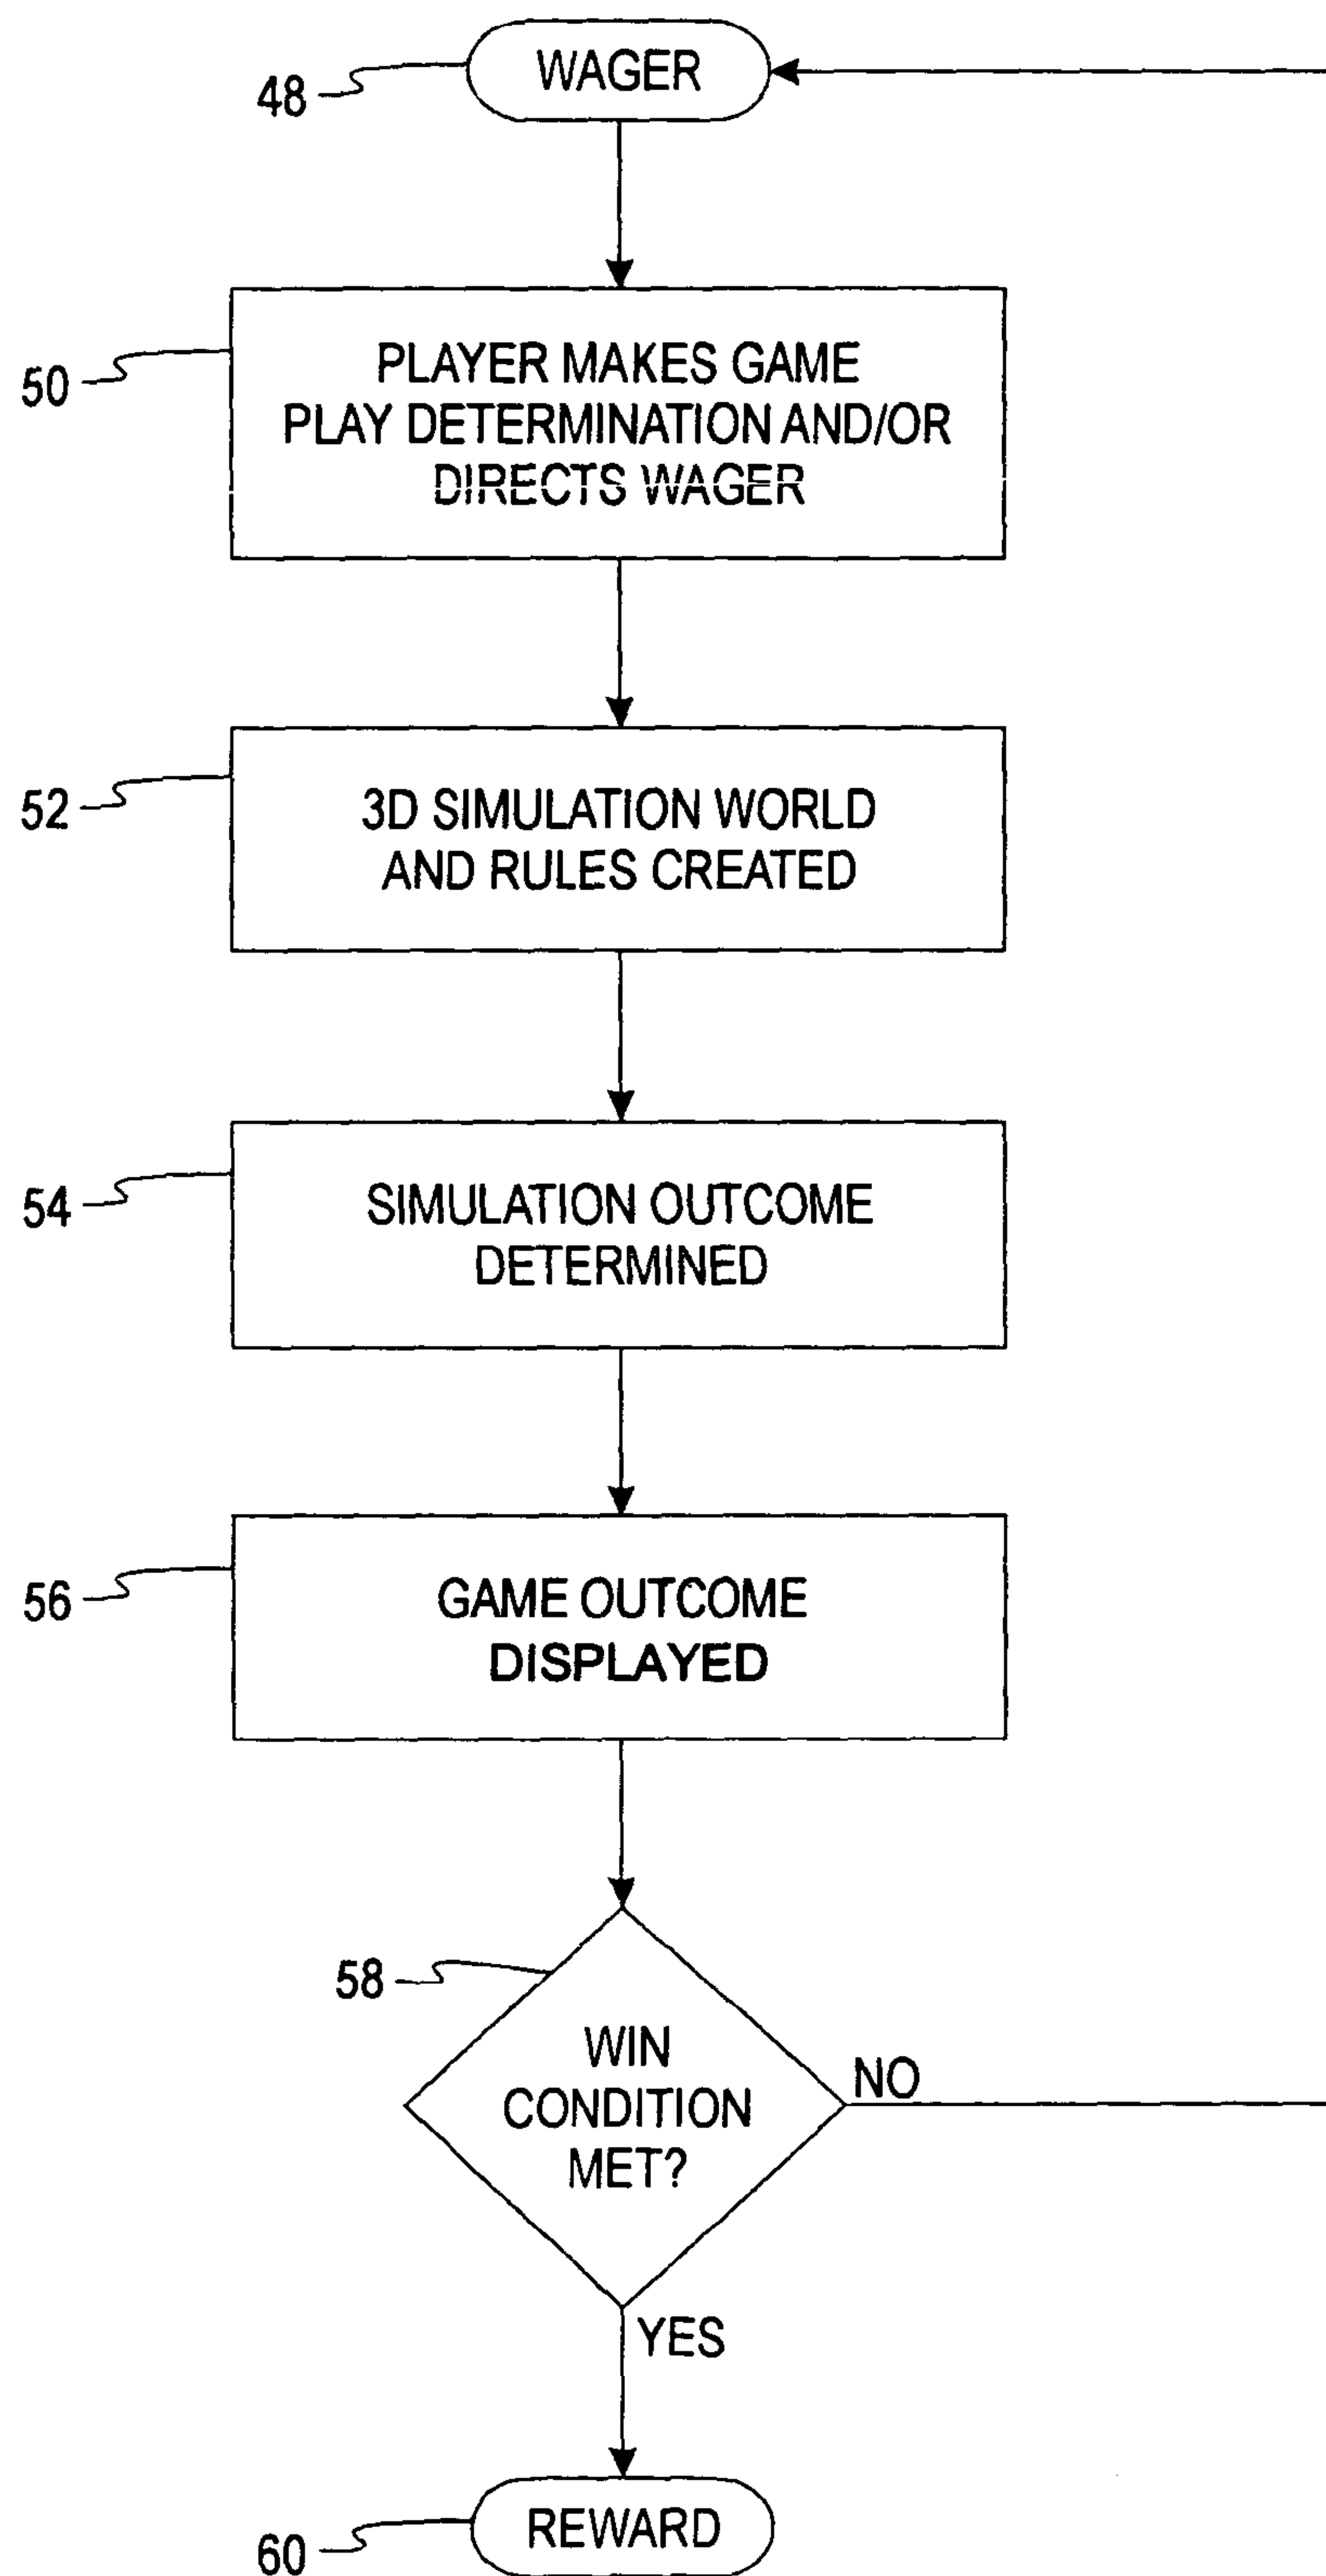 WAGER
48
PLAYER MAKES GAME
PLAY DETERMINATION AND/OR
DIRECTS WAGER
50
3D SIMULATION WORLD
AND RULES CREATED
52
SIMULATION OUTCOME
DETERMINED
54
GAME OUTCOME
DISPLAYED
56
58
WIN
CONDITION
MET?
NO
YES
REWARD
60